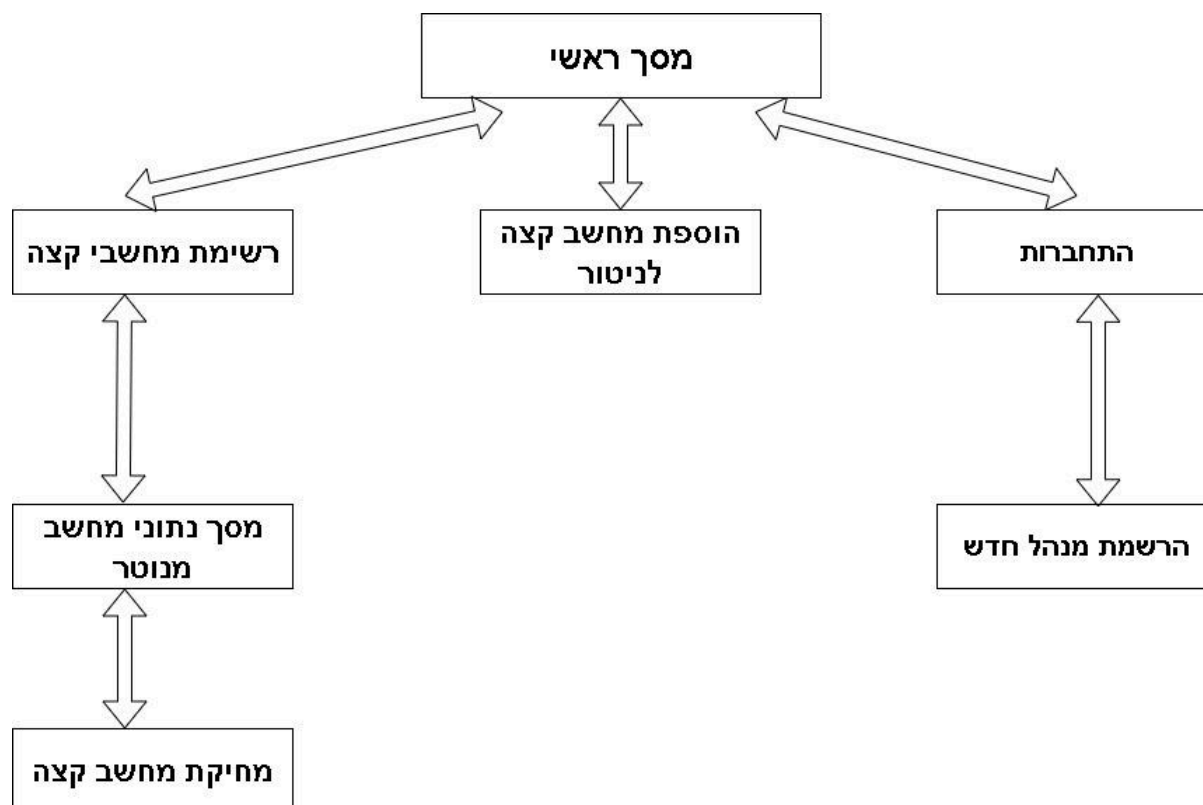 מסך ראשי
התחברות
הוספת מחשב קצה
לניטור
רשימת מחשבי קצה
הרשמת מנהל חדש
מסך נתוני מחשב
מנוטר
מחיקת מחשב קצה